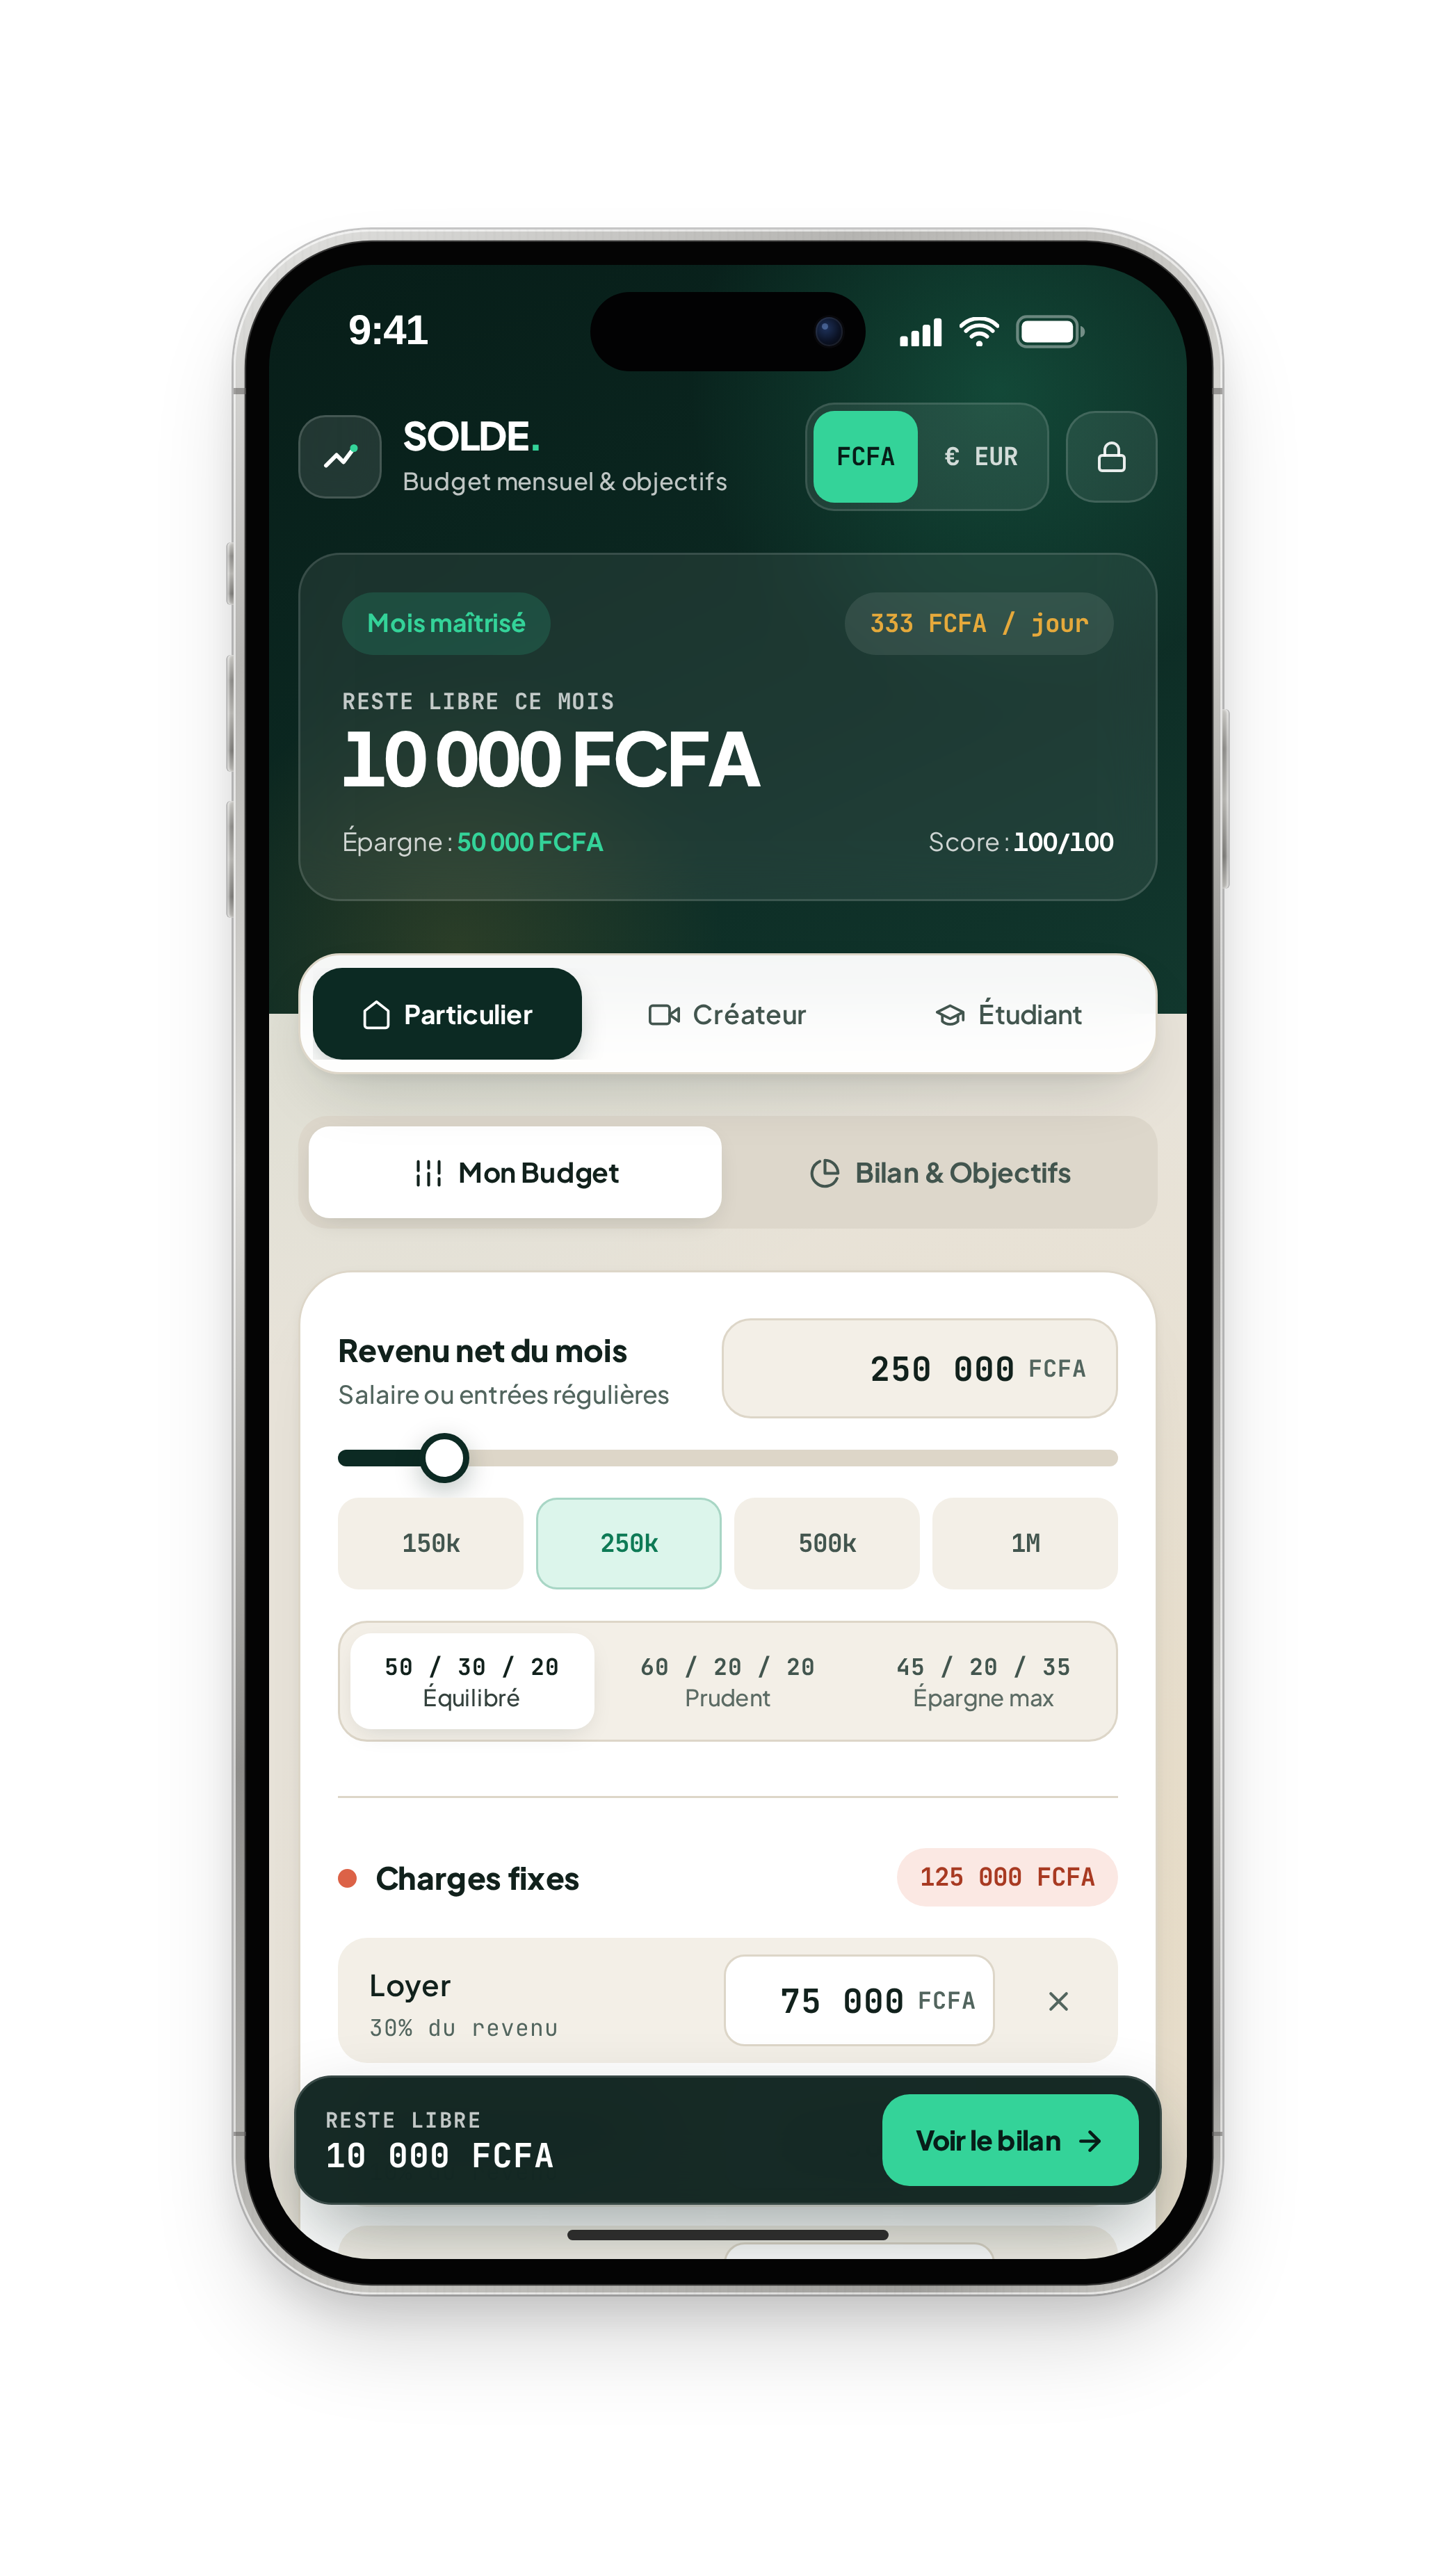 9:41
SOLDE.
Budget mensuel & objectifs
FCFA
€ EUR
Mois maîtrisé
333 FCFA / jour
RESTE LIBRE CE MOIS
10 000 FCFA
Épargne : 50 000 FCFA
Score : 100/100
Particulier
Créateur
Étudiant
Mon Budget
Bilan & Objectifs
Revenu net du mois
Salaire ou entrées régulières
250 000 FCFA
150k
250k
500k
1M
50 / 30 / 20
Équilibré
60 / 20 / 20
Prudent
45 / 20 / 35
Épargne max
Charges fixes
125 000 FCFA
Loyer
30% du revenu
75 000 FCFA
RESTE LIBRE
10 000 FCFA
Voir le bilan